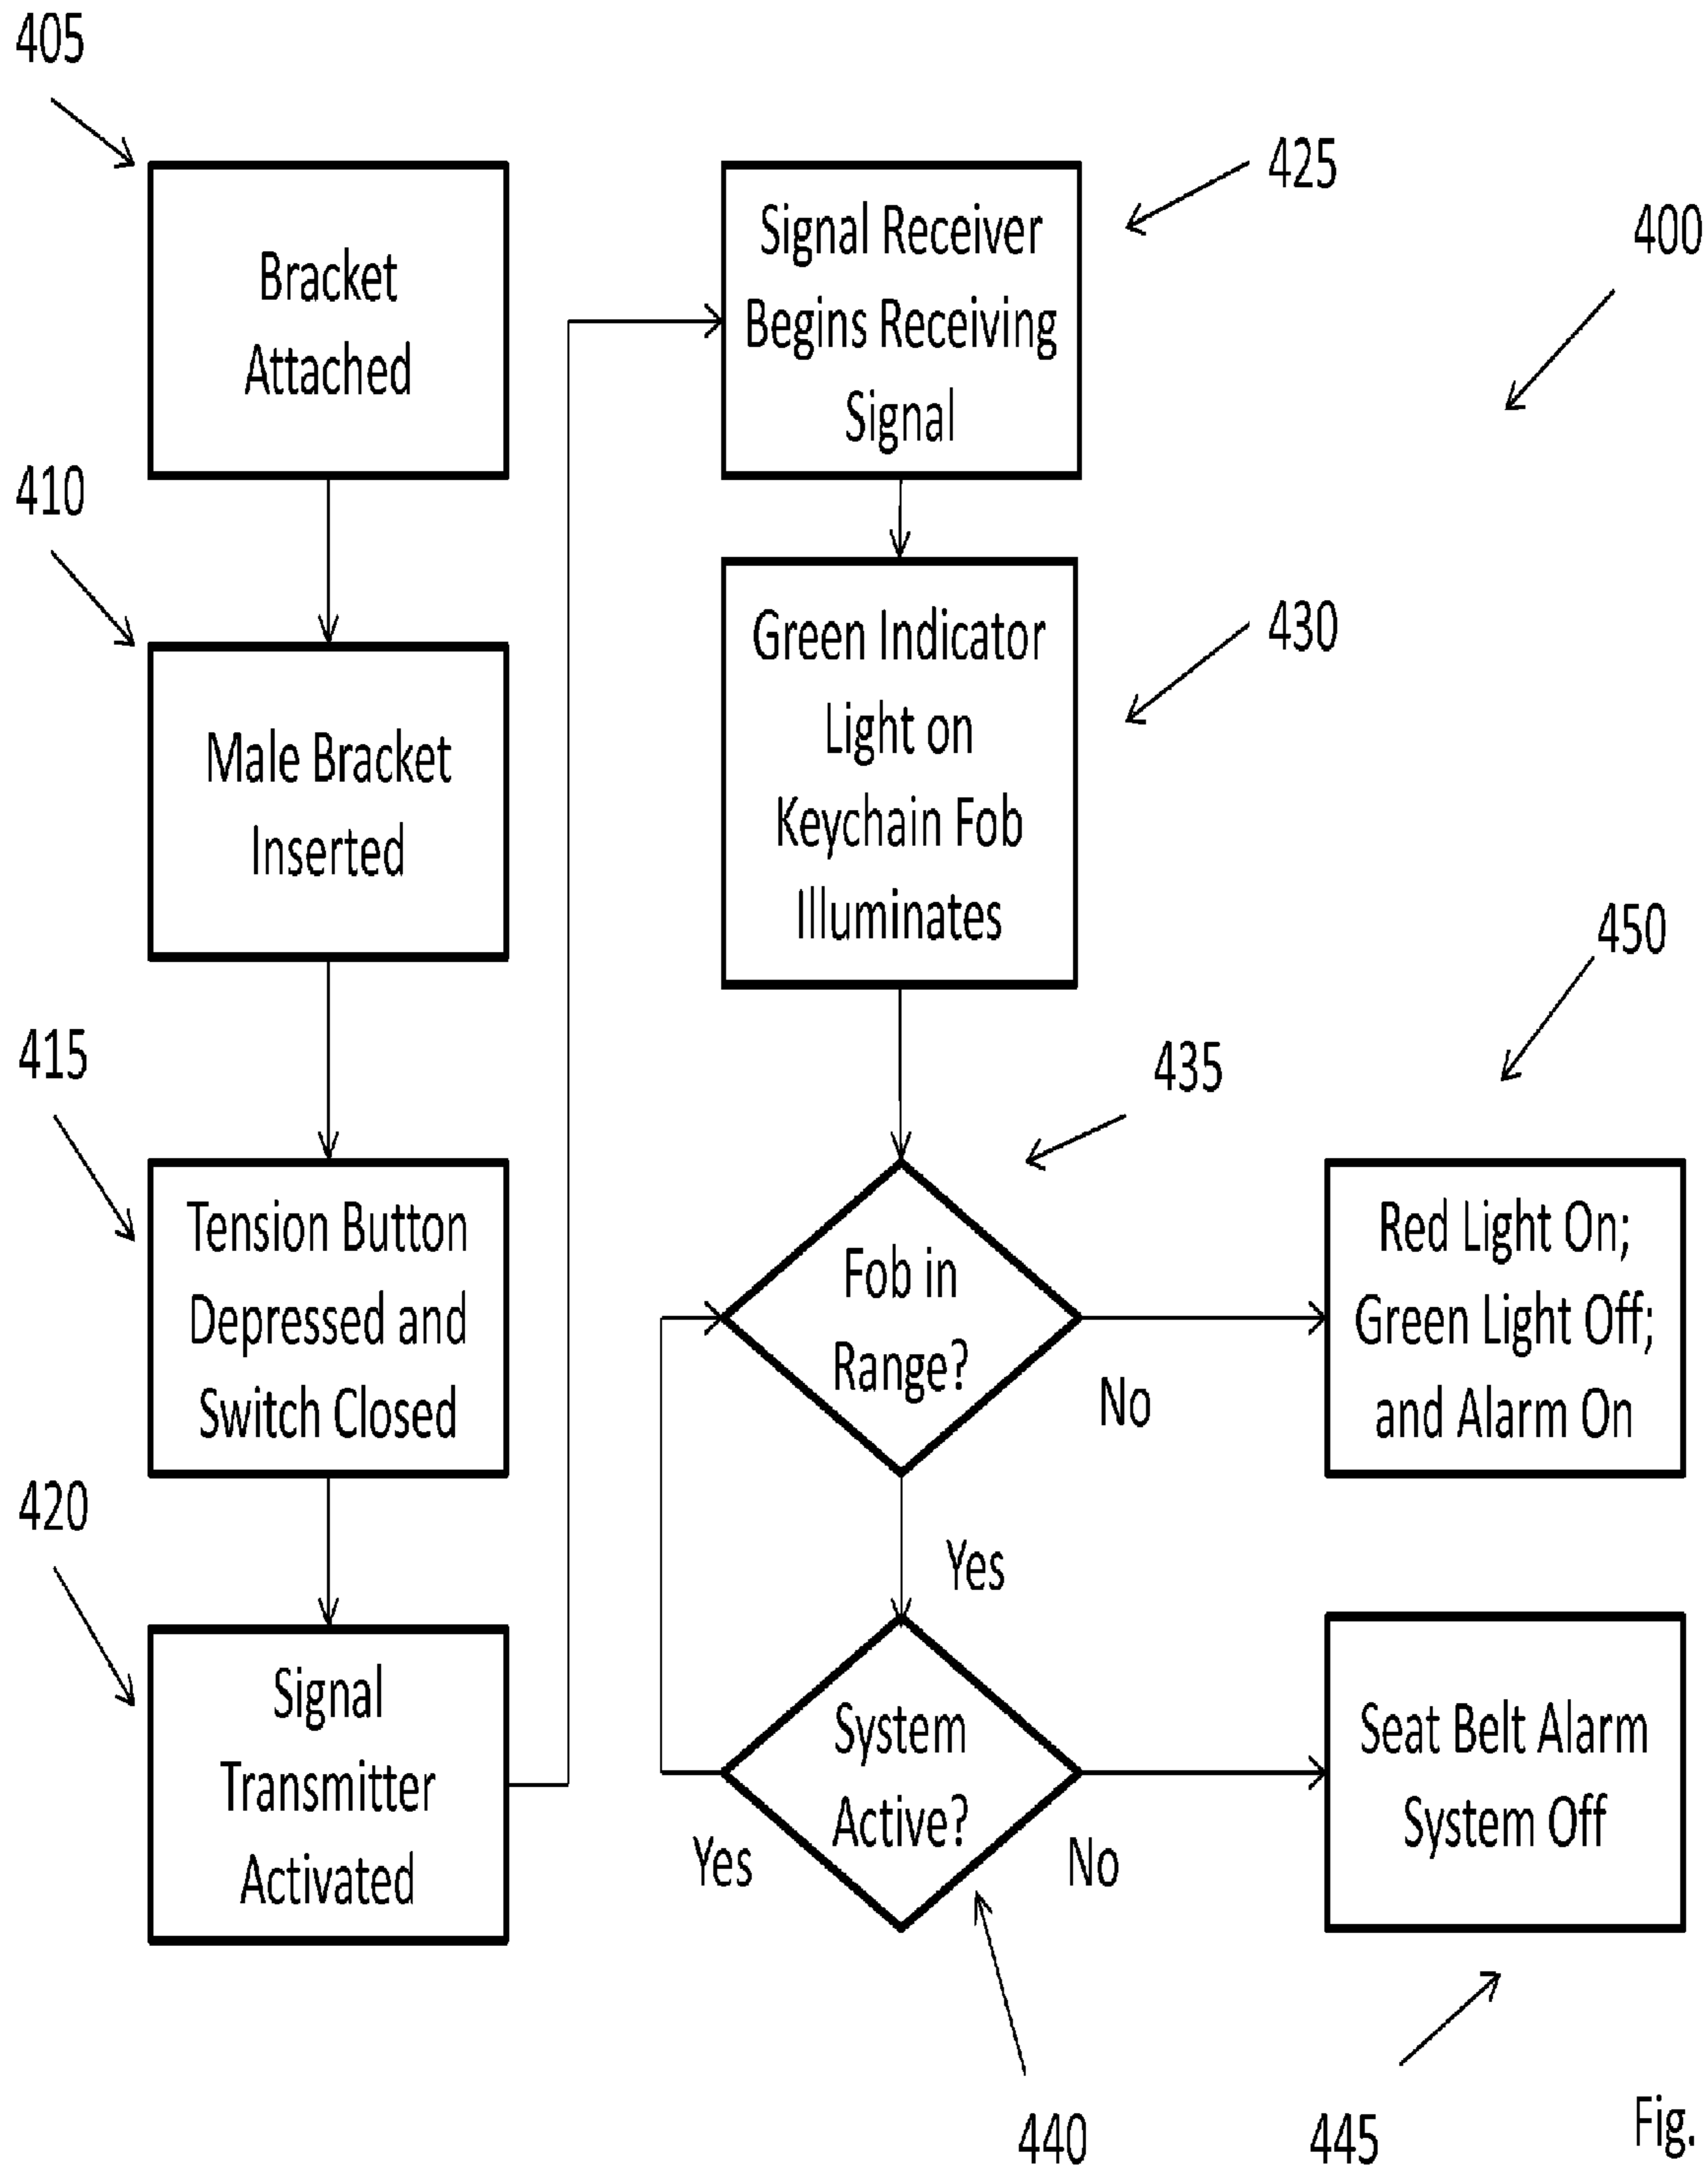 405
Bracket
Attached
410
Male Bracket
Inserted
415
Tension Button
Depressed and
Switch Closed
420
Signal
Transmitter
Activated
425
Signal Receiver
Begins Receiving
Signal
400
430
Green Indicator
Light on
Keychain Fob
Illuminates
435
Fob in
Range?
No
Yes
450
Red Light On;
Green Light Off;
and Alarm On
System
Active?
Yes
No
440
Seat Belt Alarm
System Off
445
Fig.